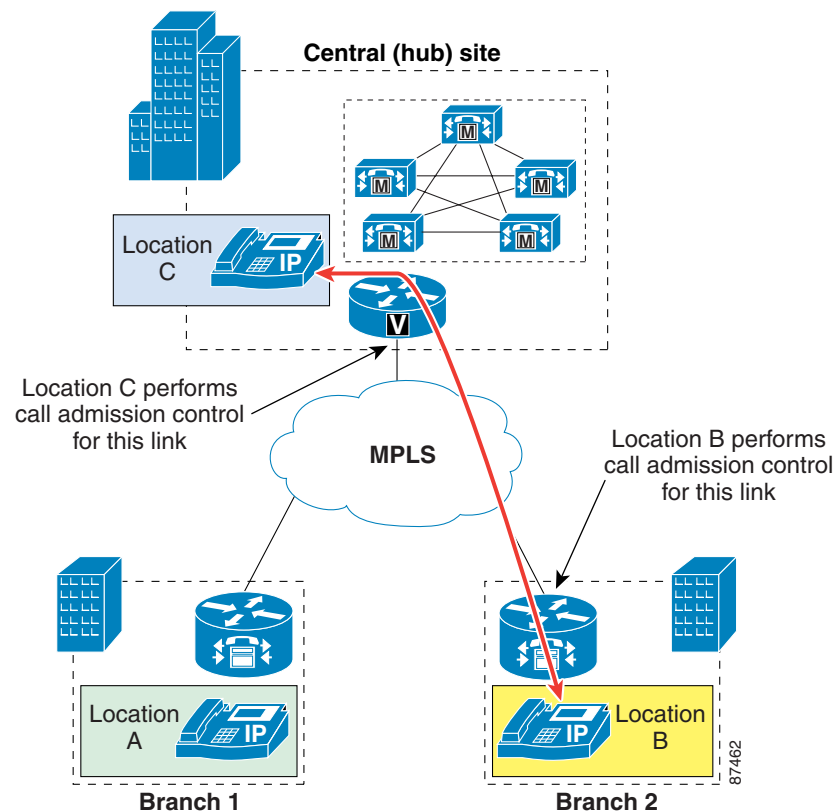 Central (hub) site
M
M
M
M
M
Location
C
IP
V
Location C performs
call admission control
for this link
MPLS
Location B performs
call admission control
for this link
Location
A
IP
IP
Location
B
87462
Branch 1
Branch 2